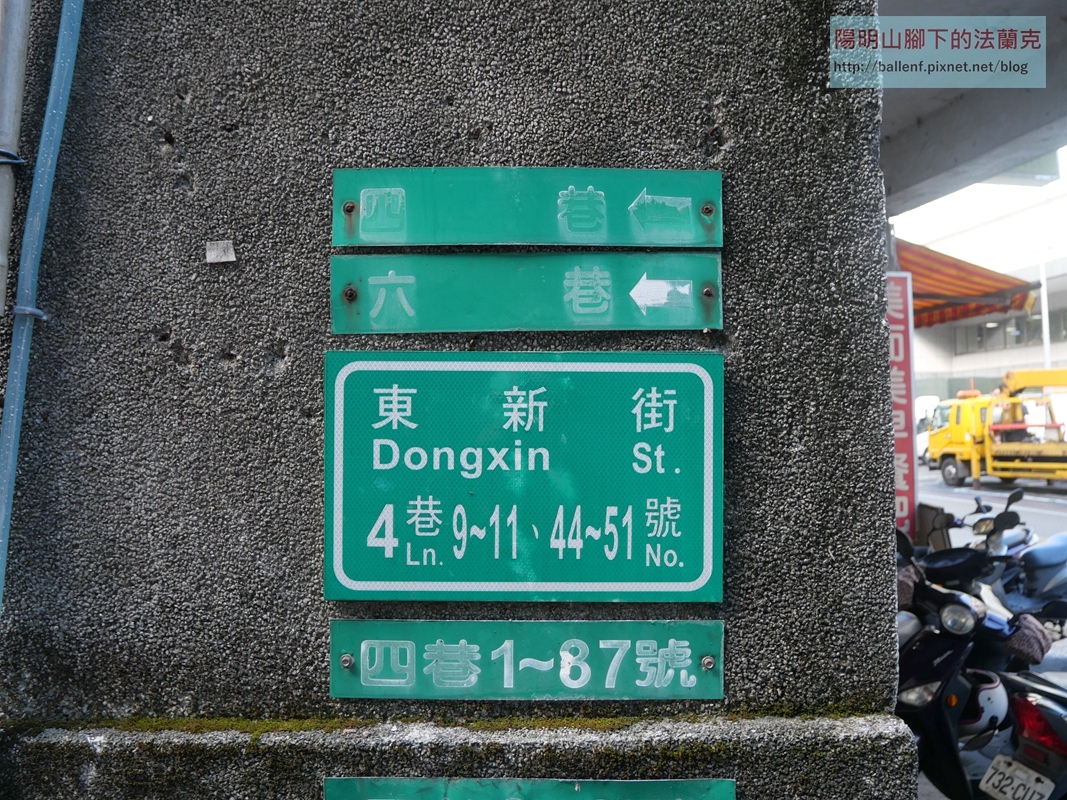 陽明山腳下的法蘭克
http://ballenf.pixnet.net/blog
四 巷 ←
六 巷 ←
東 新 街
Dongxin St.
4巷 9~11、44~51號
Ln. No.
四巷1~87號